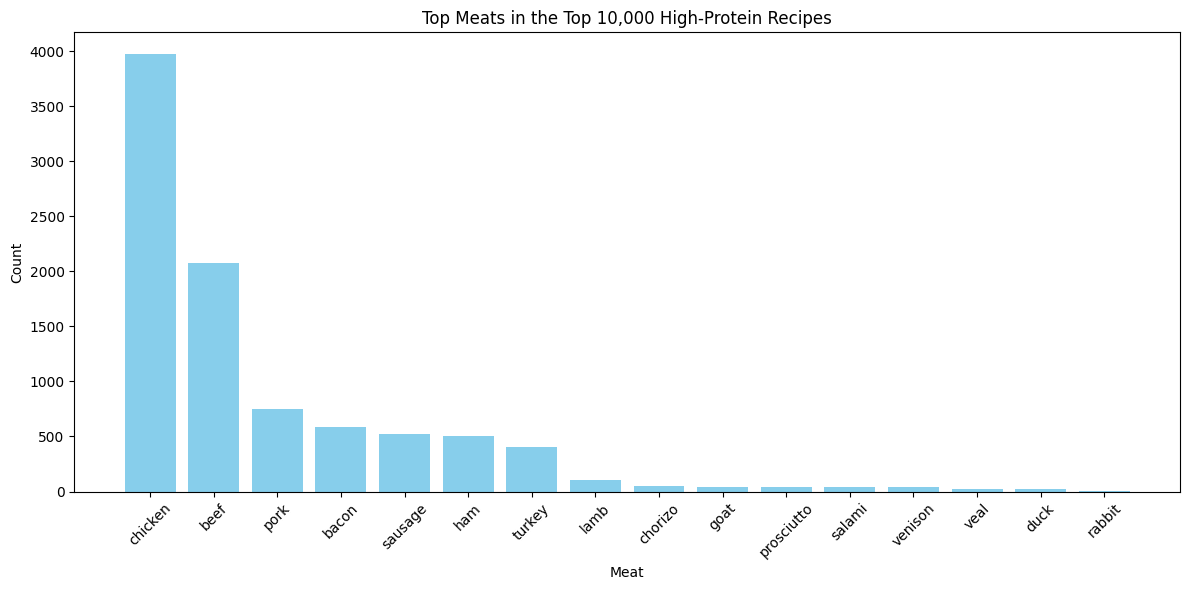 Top Meats in the Top 10,000 High-Protein Recipes
4000
3500
3000
2500
2000
1500
1000
500
0
Count
chicken
beef
pork
bacon
sausage
ham
turkey
lamb
chorizo
goat
prosciutto
salami
venison
veal
duck
rabbit
Meat